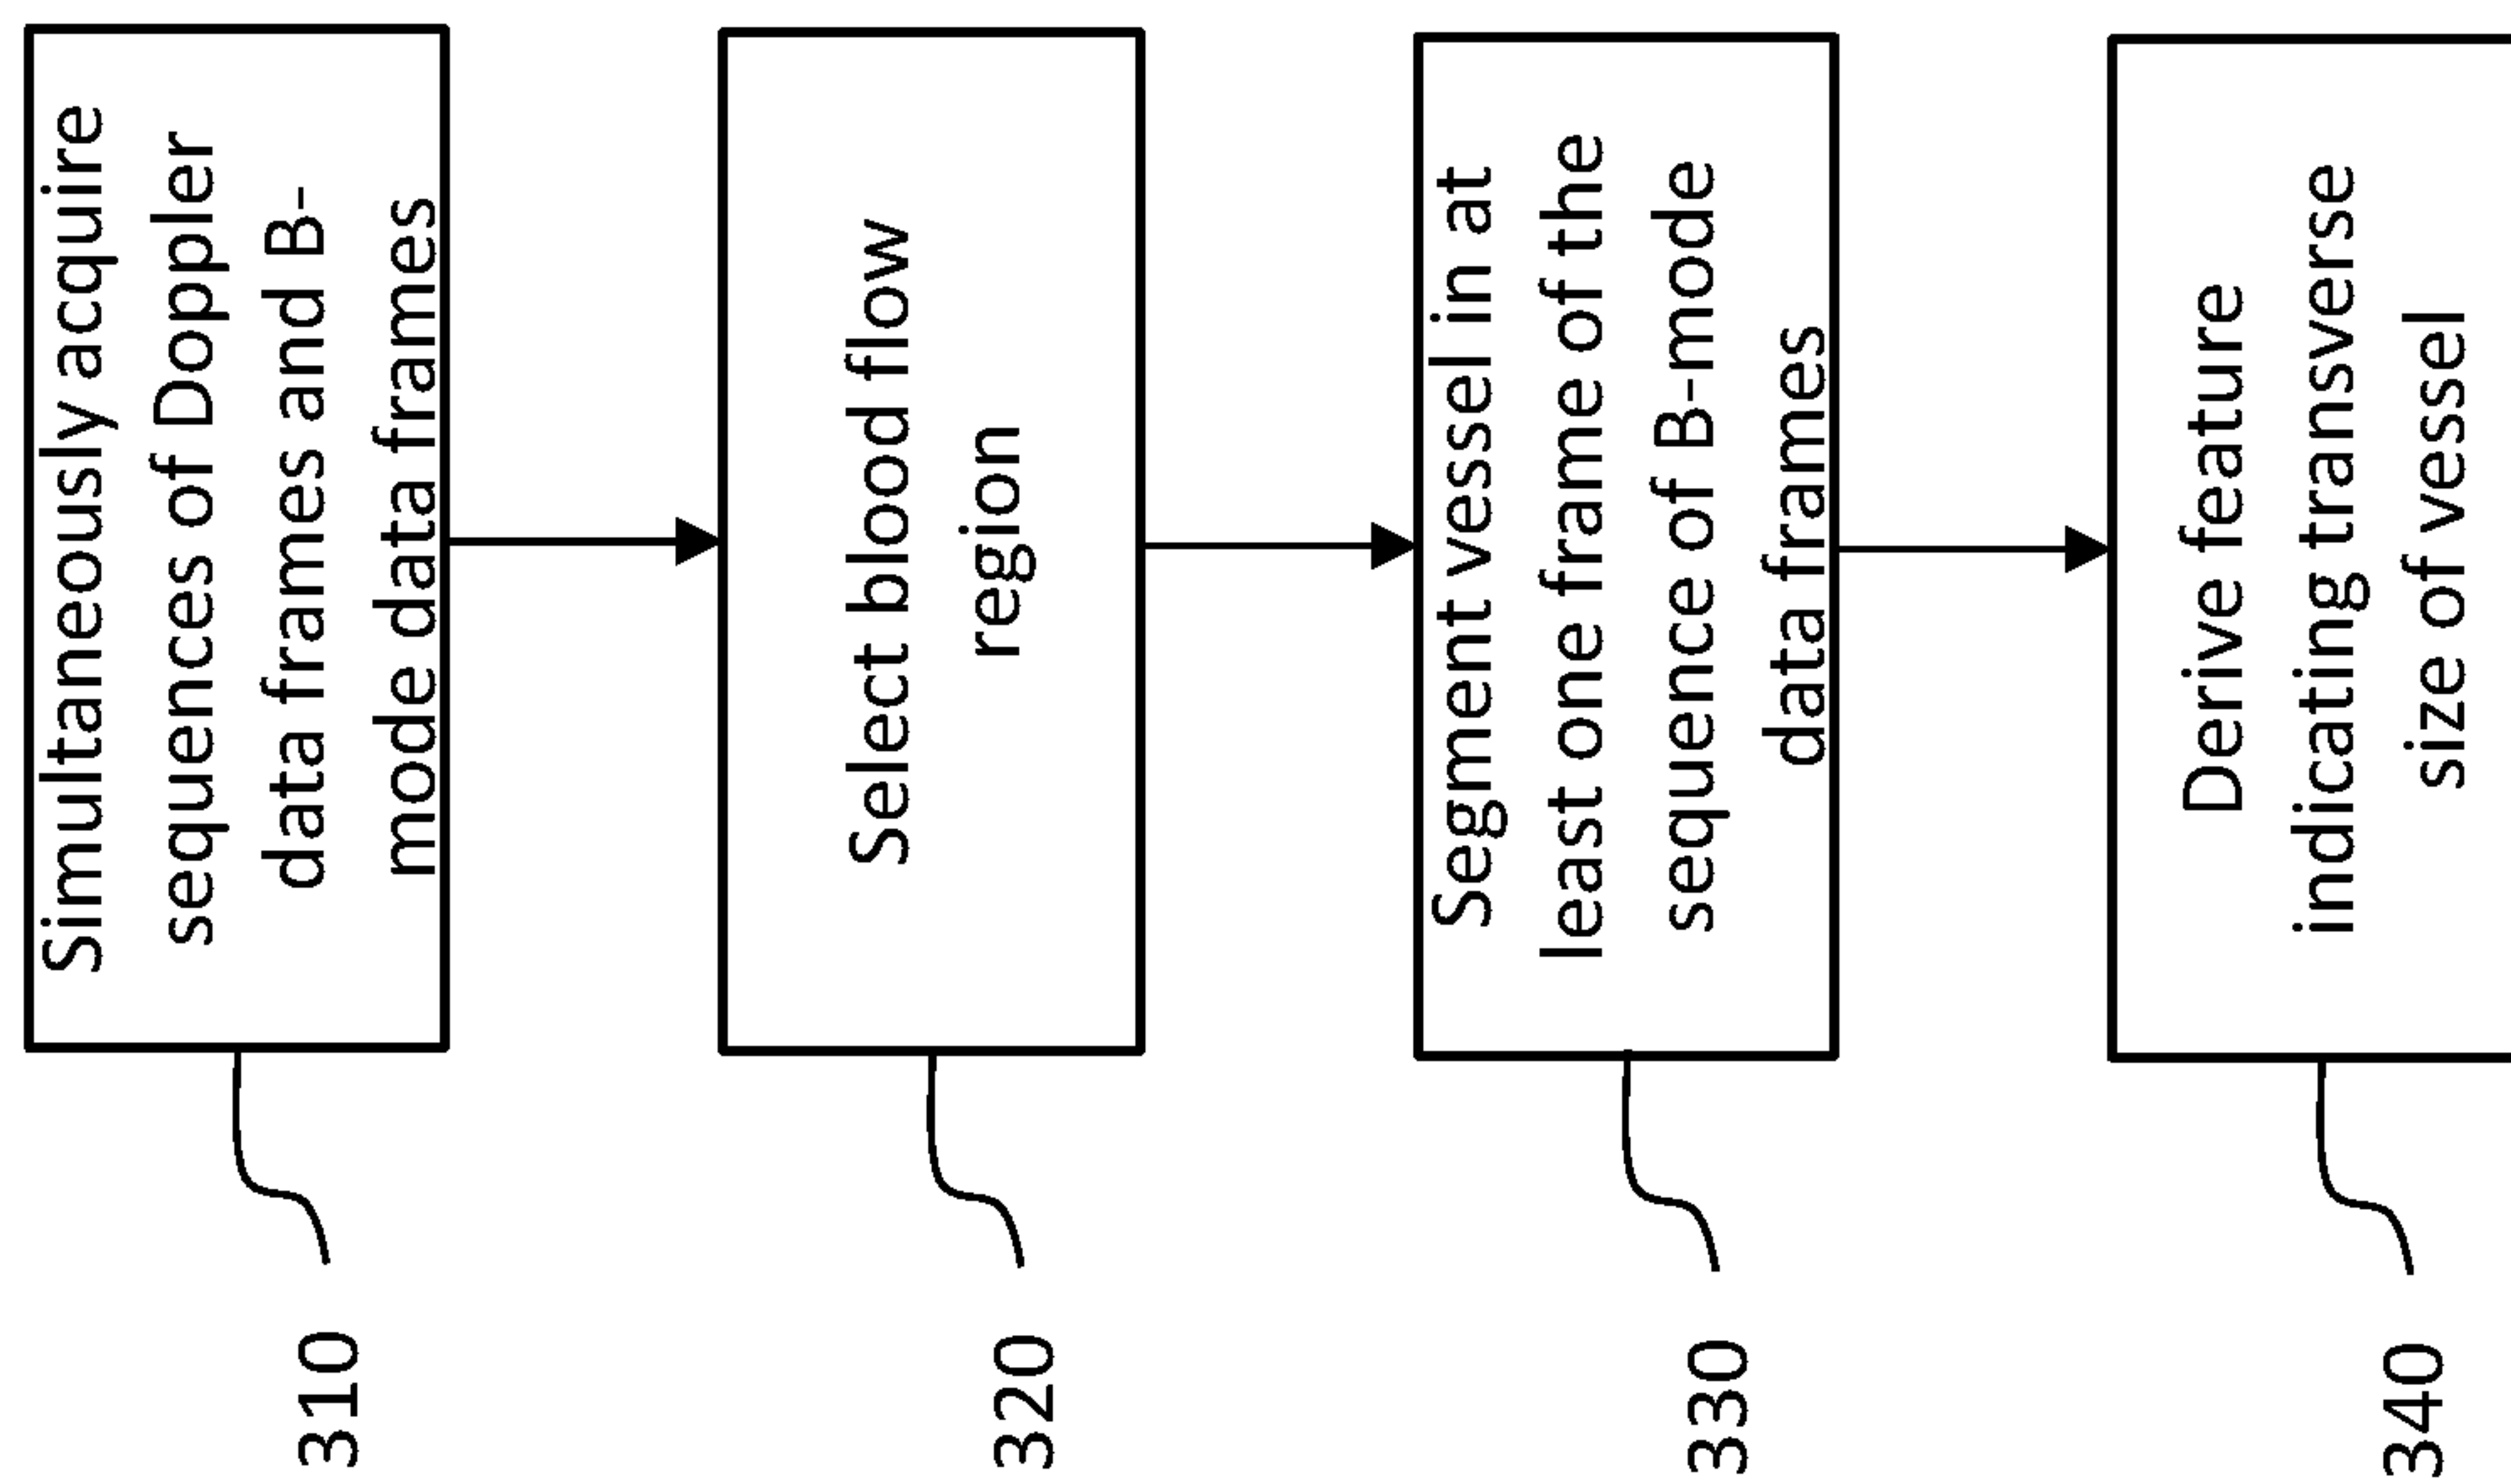 310
Simultaneously acquire
sequences of Doppler
data frames and B-
mode data frames
320
Select blood flow
region
330
Segment vessel in at
least one frame of the
sequence of B-mode
data frames
340
Derive feature
indicating transverse
size of vessel